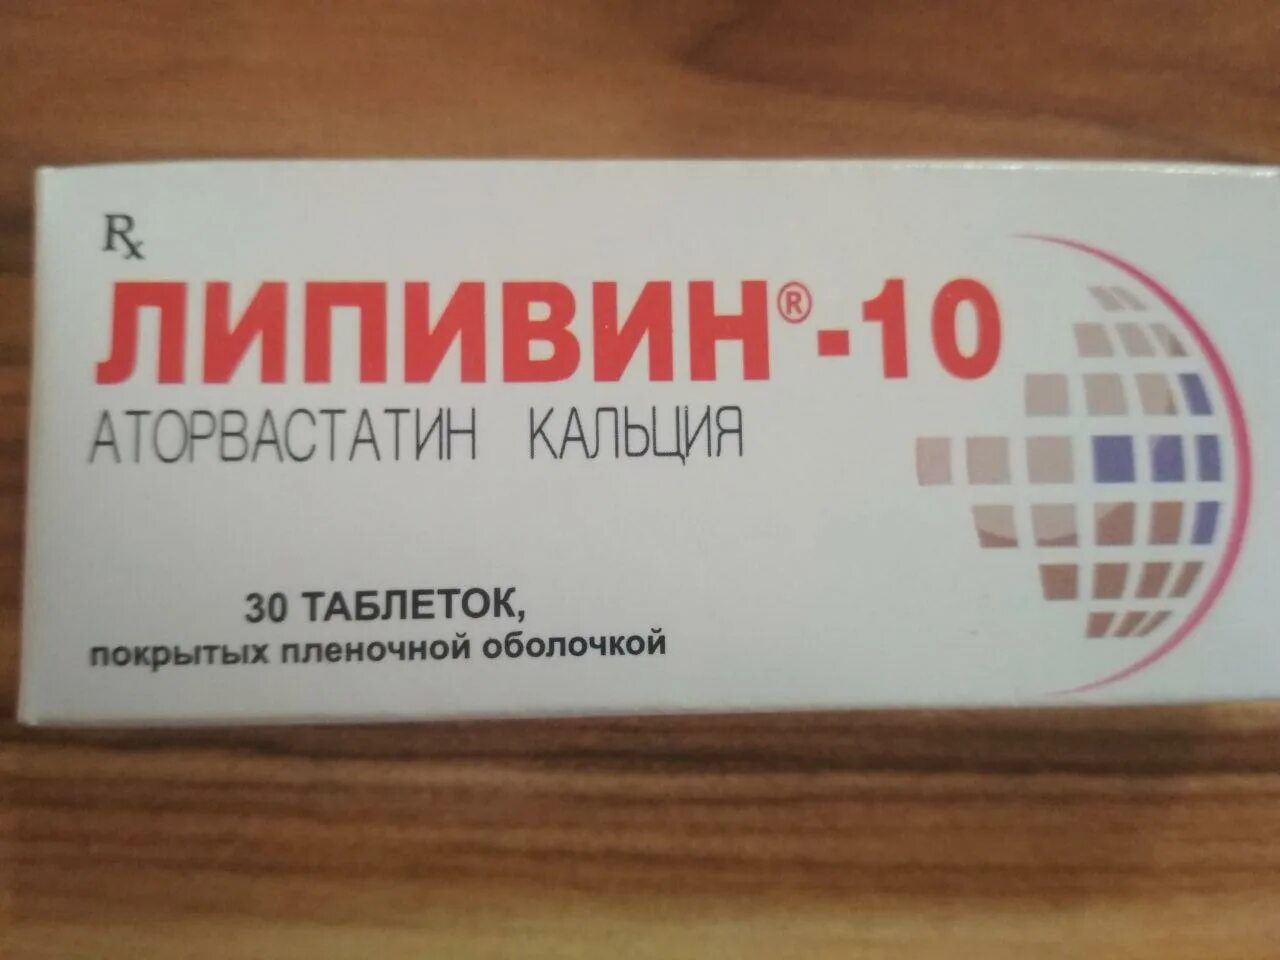 Rx
ЛИПИВИН®-10
АТОРВАСТАТИН КАЛЬЦИЯ
30 ТАБЛЕТОК,
покрытых пленочной оболочкой